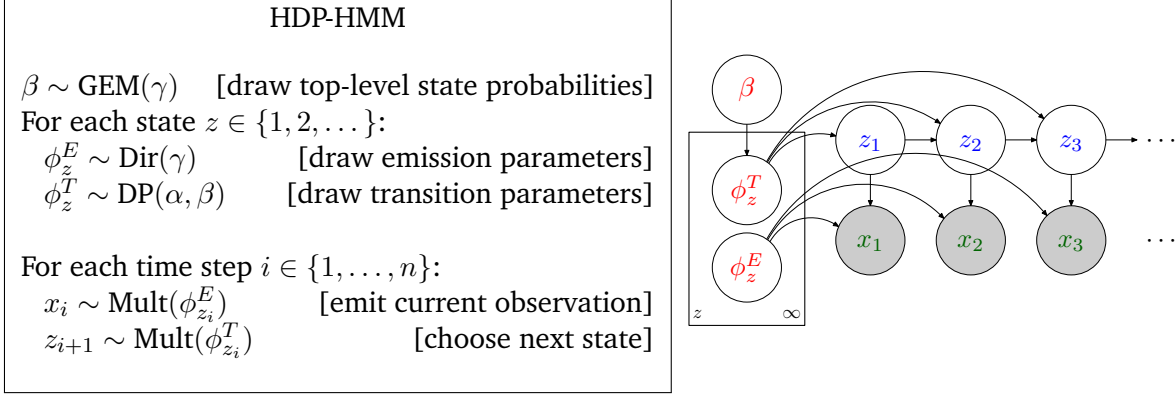 HDP-HMM
β ∼ GEM(γ) [draw top-level state probabilities]
For each state z ∈ {1, 2, . . . }:
ϕ_z^E ∼ Dir(γ) [draw emission parameters]
ϕ_z^T ∼ DP(α, β) [draw transition parameters]
For each time step i ∈ {1, . . . , n}:
x_i ∼ Mult(ϕ_{z_i}^E) [emit current observation]
z_{i+1} ∼ Mult(ϕ_{z_i}^T) [choose next state]
β
z_1 z_2 z_3 · · ·
ϕ_z^T
x_1 x_2 x_3 · · ·
ϕ_z^E
z ∞